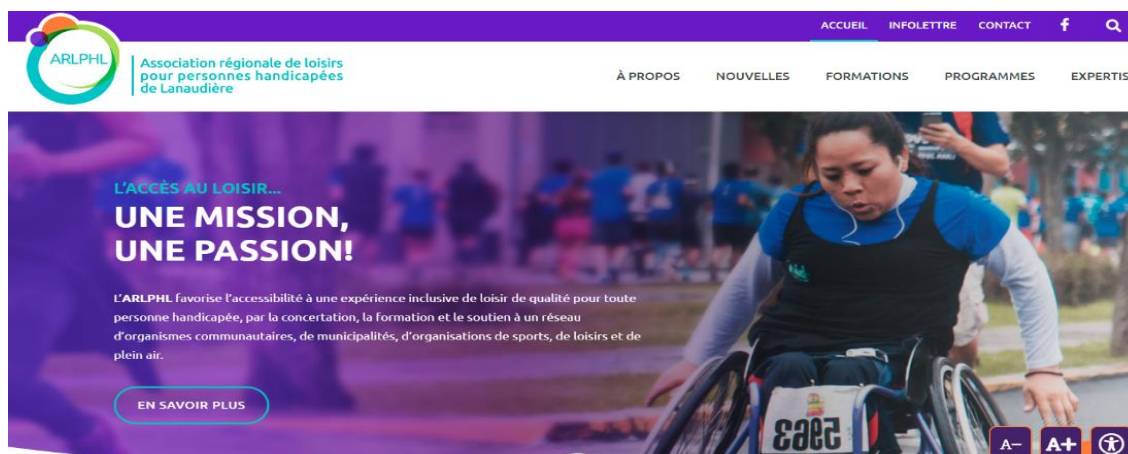 ACCUEIL INFOLETTRE CONTACT f
ARLPHL
Association régionale de loisirs
pour personnes handicapées
de Lanaudière
À PROPOS NOUVELLES FORMATIONS PROGRAMMES EXPERTIS
L'ACCÈS AU LOISIR...
UNE MISSION,
UNE PASSION!
L'ARLPHL favorise l'accessibilité à une expérience inclusive de loisir de qualité pour toute
personne handicapée, par la concertation, la formation et le soutien à un réseau
d'organismes communautaires, de municipalités, d'organisations de sports, de loisirs et de
plein air.
EN SAVOIR PLUS
A- A+